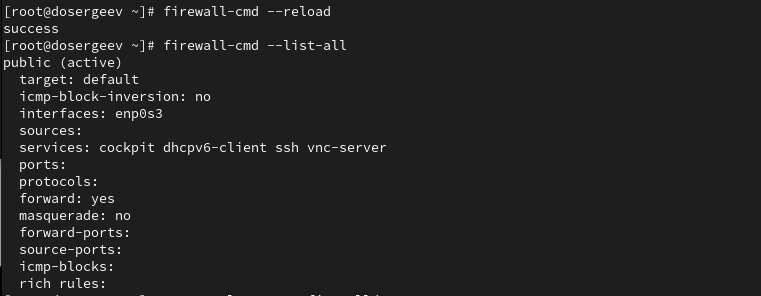 [root@dosergeev ~]# firewall-cmd --reload
success
[root@dosergeev ~]# firewall-cmd --list-all
public (active)
  target: default
  icmp-block-inversion: no
  interfaces: enp0s3
  sources:
  services: cockpit dhcpv6-client ssh vnc-server
  ports:
  protocols:
  forward: yes
  masquerade: no
  forward-ports:
  source-ports:
  icmp-blocks:
  rich rules: